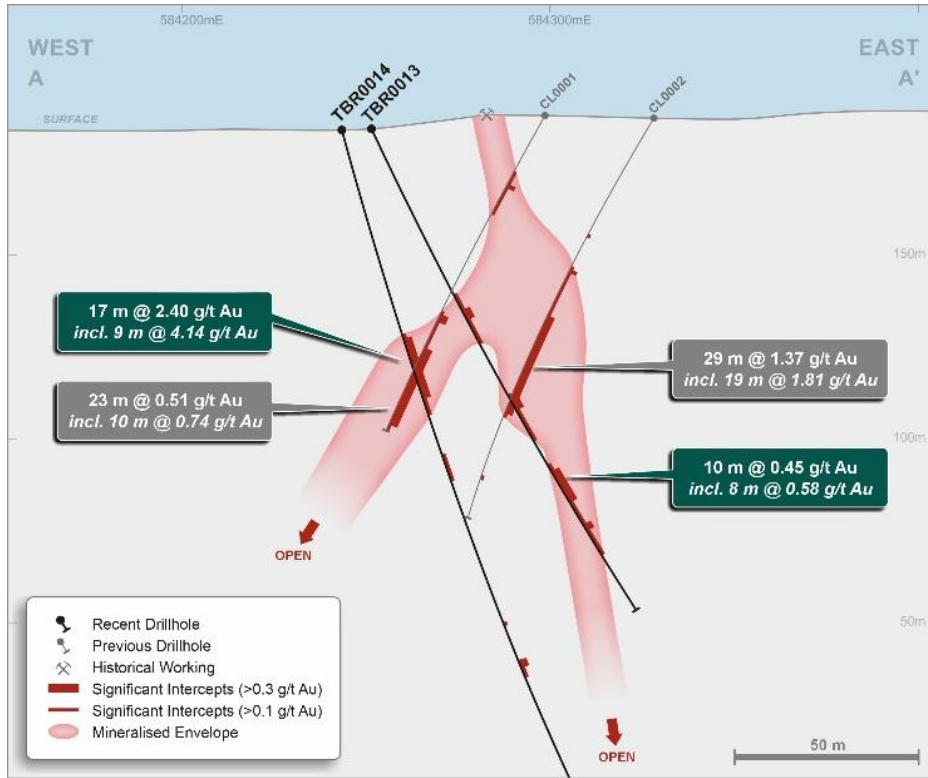 584200mE
584300mE
WEST
A
EAST
A'
SURFACE
TBR0014
TBR0013
CL0001
CL0002
150m
17 m @ 2.40 g/t Au
incl. 9 m @ 4.14 g/t Au
29 m @ 1.37 g/t Au
incl. 19 m @ 1.81 g/t Au
23 m @ 0.51 g/t Au
incl. 10 m @ 0.74 g/t Au
100m
10 m @ 0.45 g/t Au
incl. 8 m @ 0.58 g/t Au
OPEN
Recent Drillhole
Previous Drillhole
Historical Working
Significant Intercepts (>0.3 g/t Au)
Significant Intercepts (>0.1 g/t Au)
Mineralised Envelope
50m
OPEN
50 m